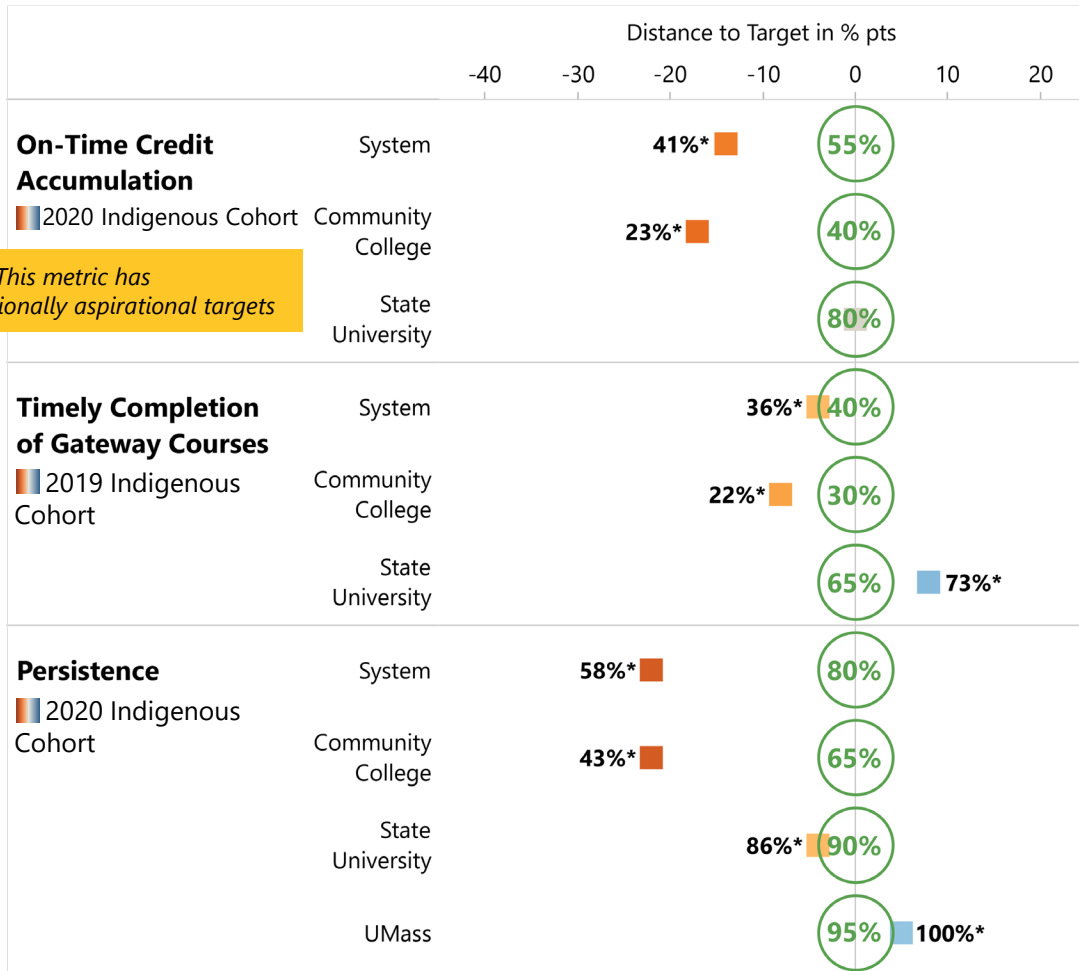 Distance to Target in % pts
-40 -30 -20 -10 0 10 20
On-Time Credit
Accumulation
2020 Indigenous Cohort
This metric has
ionally aspirational targets
System 41%* 55%
Community
College 23%* 40%
State
University 80%
Timely Completion
of Gateway Courses
2019 Indigenous
Cohort
System 36%* 40%
Community
College 22%* 30%
State
University 65% 73%*
Persistence
2020 Indigenous
Cohort
System 58%* 80%
Community
College 43%* 65%
State
University 86%* 90%
UMass 95% 100%*